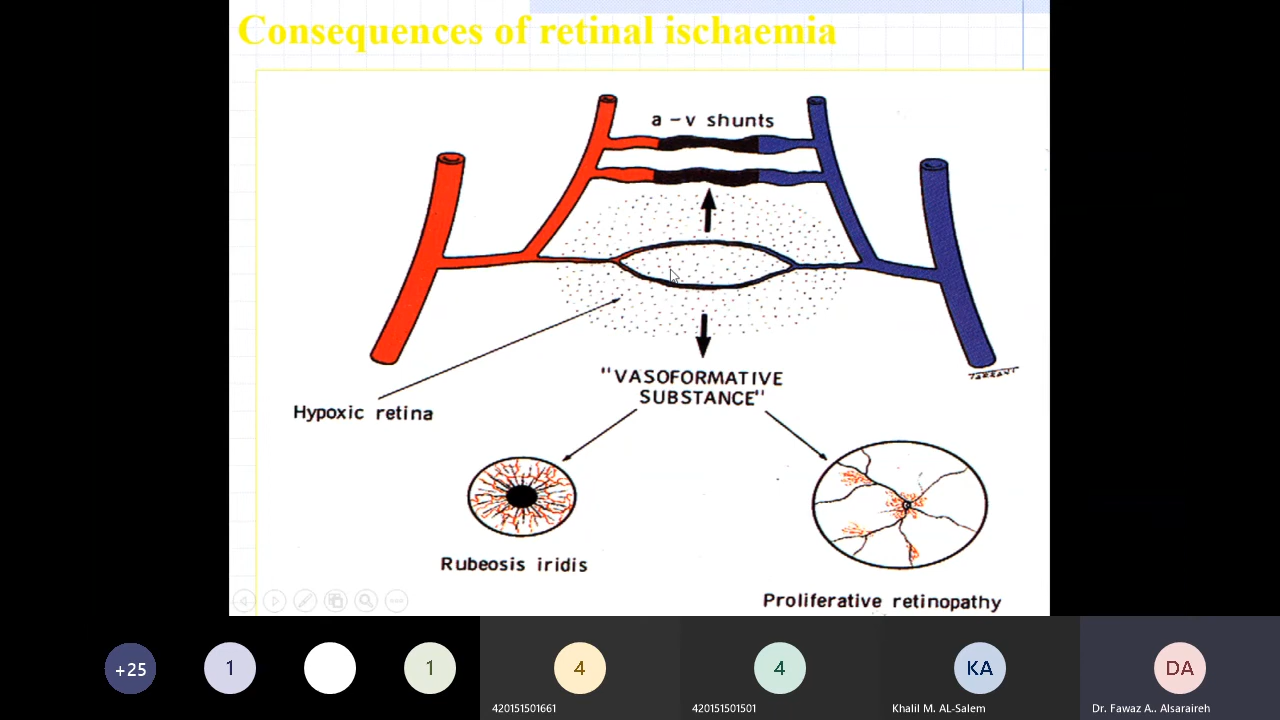 Consequences of retinal ischaemia
a - v shunts
"VASOFORMATIVE
SUBSTANCE"
Hypoxic retina
Rubeosis iridis
Proliferative retinopathy
TARRANT
+25
1
1
4
4
KA
DA
420151501661
420151501501
Khalil M. AL-Salem
Dr. Fawaz A.. Alsaraireh